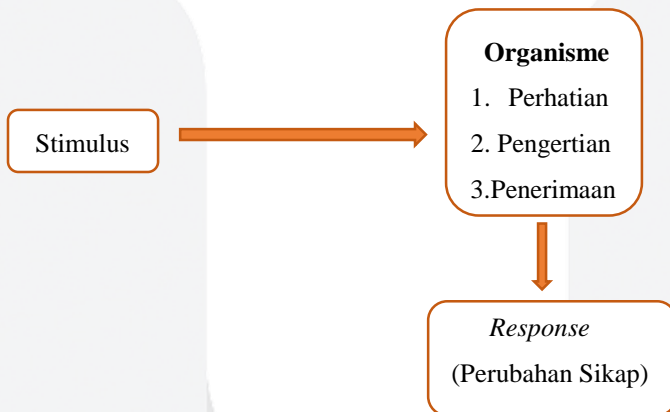 Stimulus
Organisme
1. Perhatian
2. Pengertian
3.Penerimaan
Response
(Perubahan Sikap)